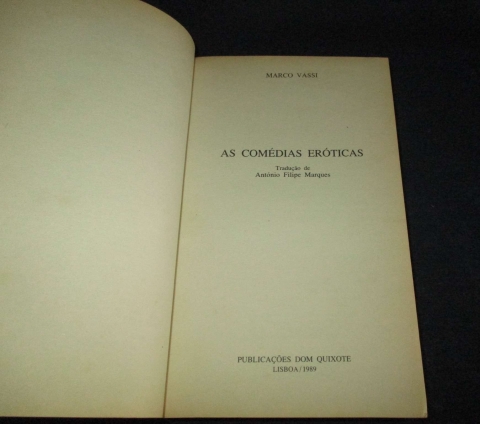 MARCO VASSI
AS COMÉDIAS ERÓTICAS
Tradução de
António Filipe Marques
PUBLICAÇÕES DOM QUIXOTE
LISBOA/1989